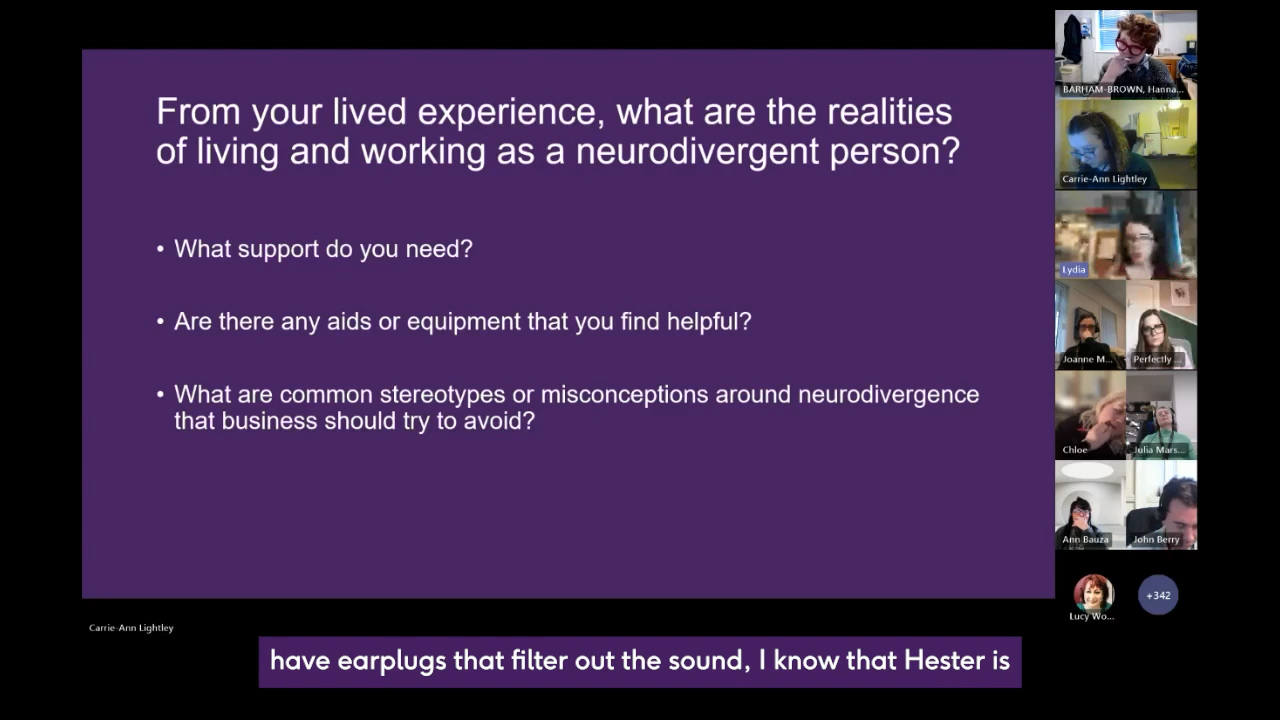 From your lived experience, what are the realities
of living and working as a neurodivergent person?
• What support do you need?
• Are there any aids or equipment that you find helpful?
• What are common stereotypes or misconceptions around neurodivergence
that business should try to avoid?
BARHAM-BROWN, Hanna...
Carrie-Ann Lightley
Lydia
Joanne M...
Perfectly ...
Chloe
Julia Mars...
Ann Bauza
John Berry
Lucy Wo...
+342
Carrie-Ann Lightley
have earplugs that filter out the sound, I know that Hester is